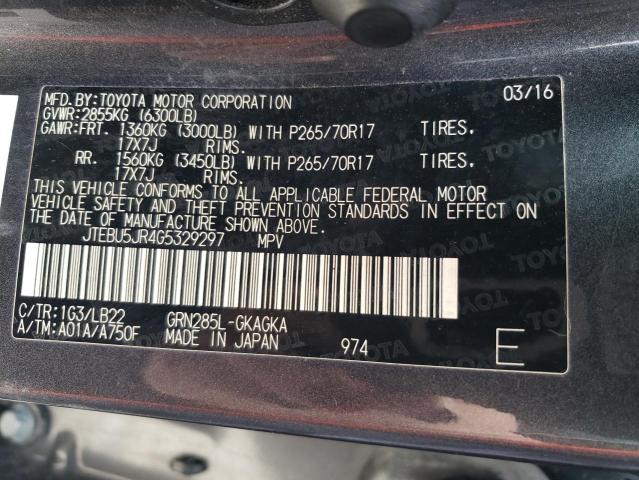 MFD.BY:TOYOTA MOTOR CORPORATION 03/16
GVWR:2855KG (6300LB)
GAWR:FRT. 1360KG (3000LB) WITH P265/70R17 TIRES,
17X7J RIMS.
RR. 1560KG (3450LB) WITH P265/70R17 TIRES,
17X7J RIMS.
THIS VEHICLE CONFORMS TO ALL APPLICABLE FEDERAL MOTOR
VEHICLE SAFETY AND THEFT PREVENTION STANDARDS IN EFFECT ON
THE DATE OF MANUFACTURE SHOWN ABOVE.
JTEBU5JR4G5329297 MPV
C/TR:1G3/LB22 GRN285L-GKAGKA
A/TM:A01A/A750F MADE IN JAPAN 974 E